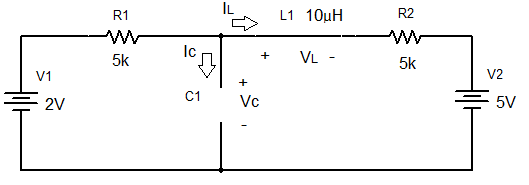 IL
R1
L1 10µH
R2
Ic
5k
+ VL -
5k
V1
+
V2
C1
Vc
2V
5V
-